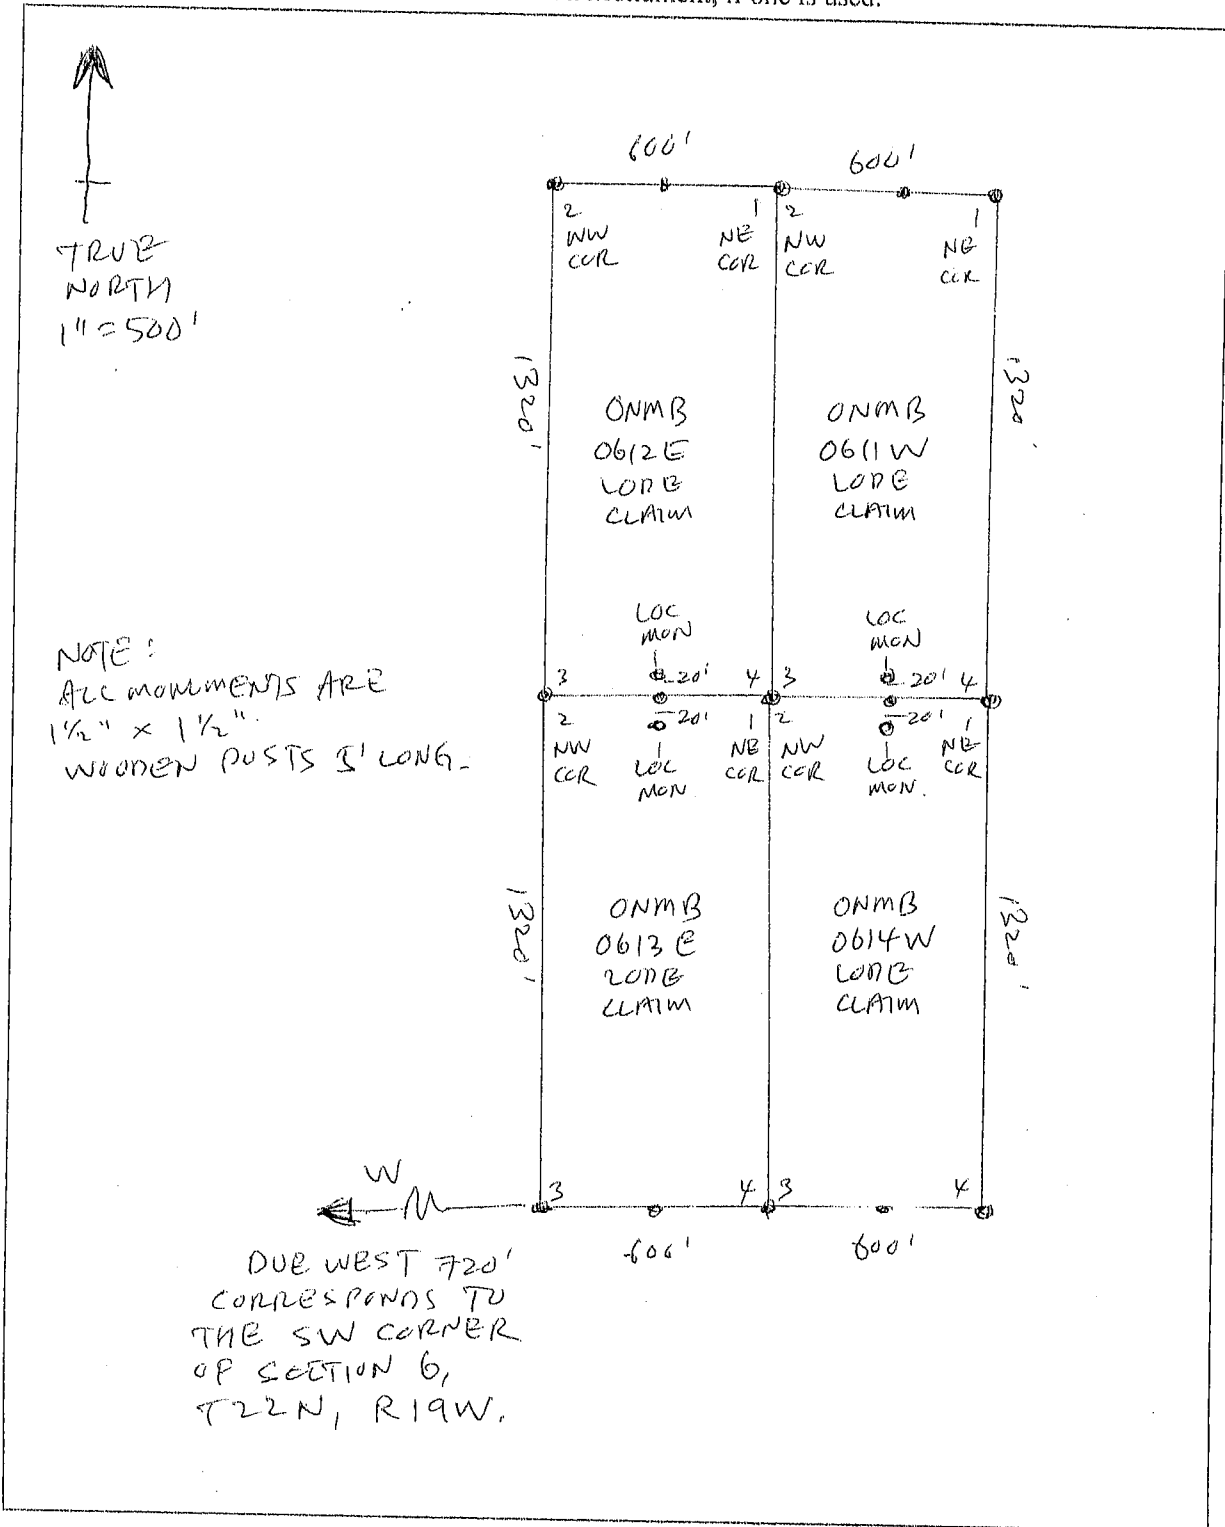 if one is used.
600'
600'
TRUE
NORTH
1" = 500'
2
NW
COR
1
NE
COR
2
NW
COR
1
NE
COR
1320'
1320'
ONMB
0612E
LODE
CLAIM
ONMB
0611W
LODE
CLAIM
NOTE:
ALL MONUMENTS ARE
1½" × 1½"
WOODEN POSTS 5' LONG.
LOC
MON
LOC
MON
3
20'
4
3
20'
4
2
NW
COR
20'
LOC
MON
1
NE
COR
2
NW
COR
20'
LOC
MON.
1
NE
COR
1320'
1320'
ONMB
0613E
LODE
CLAIM
ONMB
0614W
LODE
CLAIM
W
3
4
3
4
600'
600'
DUE WEST 720'
CORRESPONDS TO
THE SW CORNER
OF SECTION 6,
T22N, R19W.